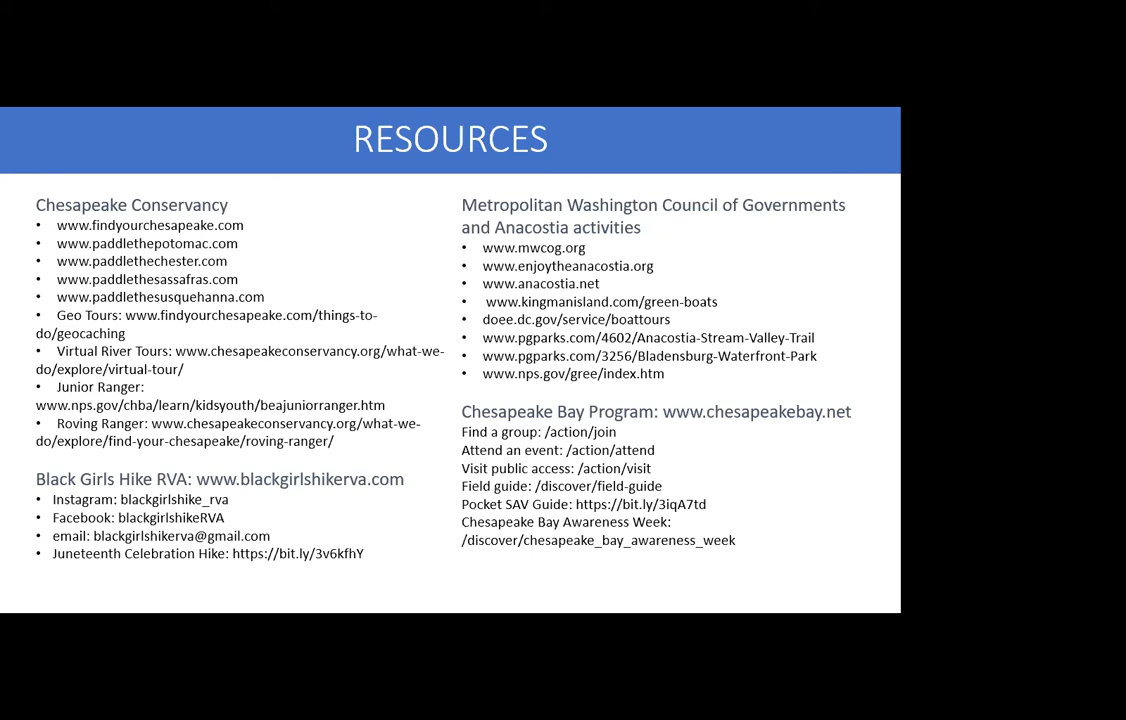 RESOURCES
Chesapeake Conservancy
• www.findyourchesapeake.com
• www.paddlethepotomac.com
• www.paddlethechester.com
• www.paddlethesassafras.com
• www.paddlethesusquehanna.com
• Geo Tours: www.findyourchesapeake.com/things-to-
do/geocaching
• Virtual River Tours: www.chesapeakeconservancy.org/what-we-
do/explore/virtual-tour/
• Junior Ranger:
www.nps.gov/chba/learn/kidsyouth/beajuniorranger.htm
• Roving Ranger: www.chesapeakeconservancy.org/what-we-
do/explore/find-your-chesapeake/roving-ranger/
Black Girls Hike RVA: www.blackgirlshikerva.com
• Instagram: blackgirlshike_rva
• Facebook: blackgirlshikeRVA
• email: blackgirlshikerva@gmail.com
• Juneteenth Celebration Hike: https://bit.ly/3v6kfhY
Metropolitan Washington Council of Governments
and Anacostia activities
• www.mwcog.org
• www.enjoytheanacostia.org
• www.anacostia.net
• www.kingmanisland.com/green-boats
• doee.dc.gov/service/boattours
• www.pgparks.com/4602/Anacostia-Stream-Valley-Trail
• www.pgparks.com/3256/Bladensburg-Waterfront-Park
• www.nps.gov/gree/index.htm
Chesapeake Bay Program: www.chesapeakebay.net
Find a group: /action/join
Attend an event: /action/attend
Visit public access: /action/visit
Field guide: /discover/field-guide
Pocket SAV Guide: https://bit.ly/3iqA7td
Chesapeake Bay Awareness Week:
/discover/chesapeake_bay_awareness_week